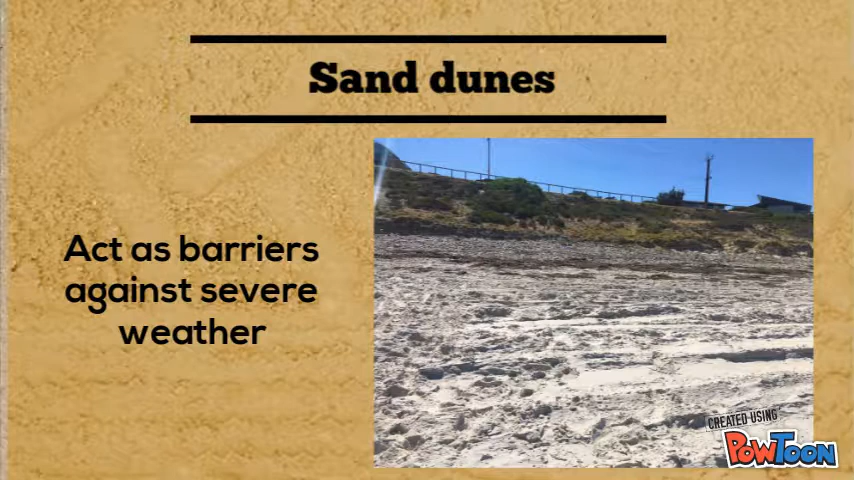 Sand dunes
Act as barriers
against severe
weather
CREATED USING
POWTOON